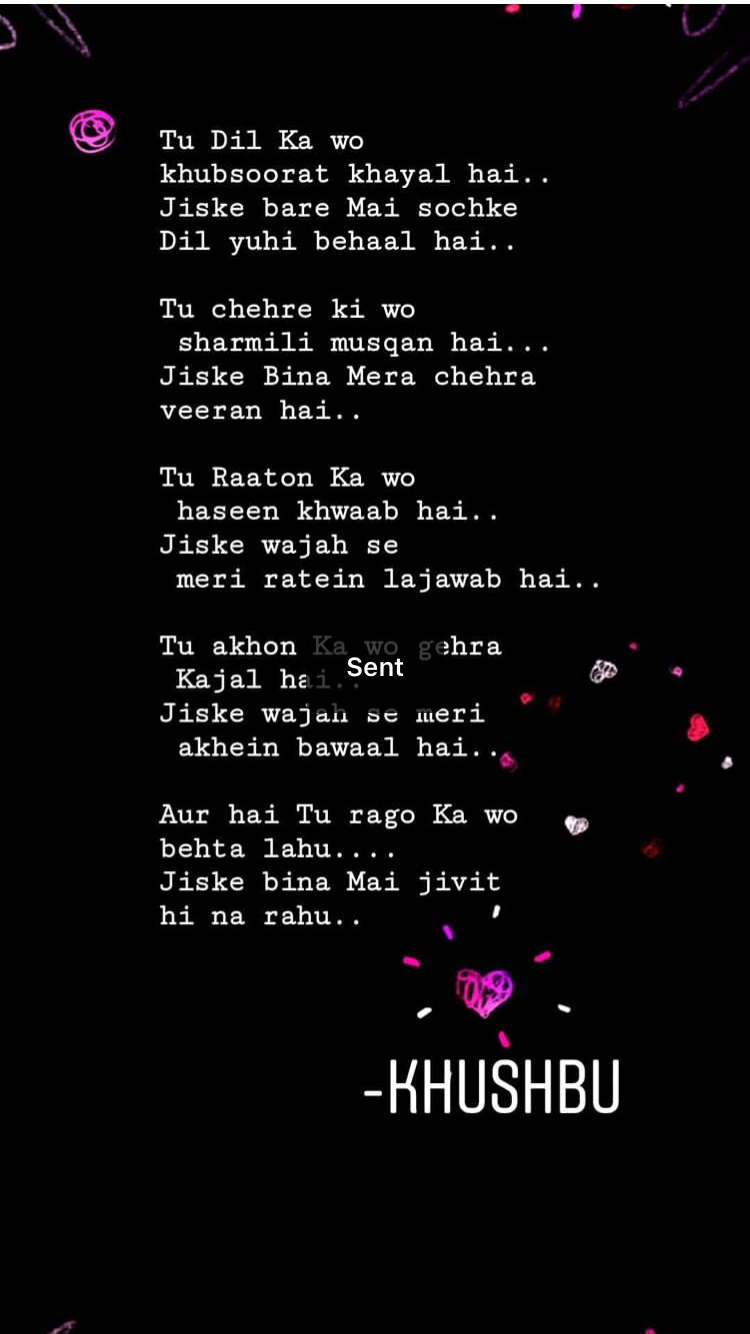 Tu Dil Ka wo
khubsoorat khayal hai..
Jiske bare Mai sochke
Dil yuhi behaal hai..
Tu chehre ki wo
sharmili musqan hai...
Jiske Bina Mera chehra
veeran hai..
Tu Raaton Ka wo
haseen khwaab hai..
Jiske wajah se
meri ratein lajawab hai..
Tu akhon Ka wo gehra
Sent
Kajal hai..
Jiske wajah se meri
akhein bawaal hai..
Aur hai Tu rago Ka wo
behta lahu....
Jiske bina Mai jivit
hi na rahu..
-KHUSHBU